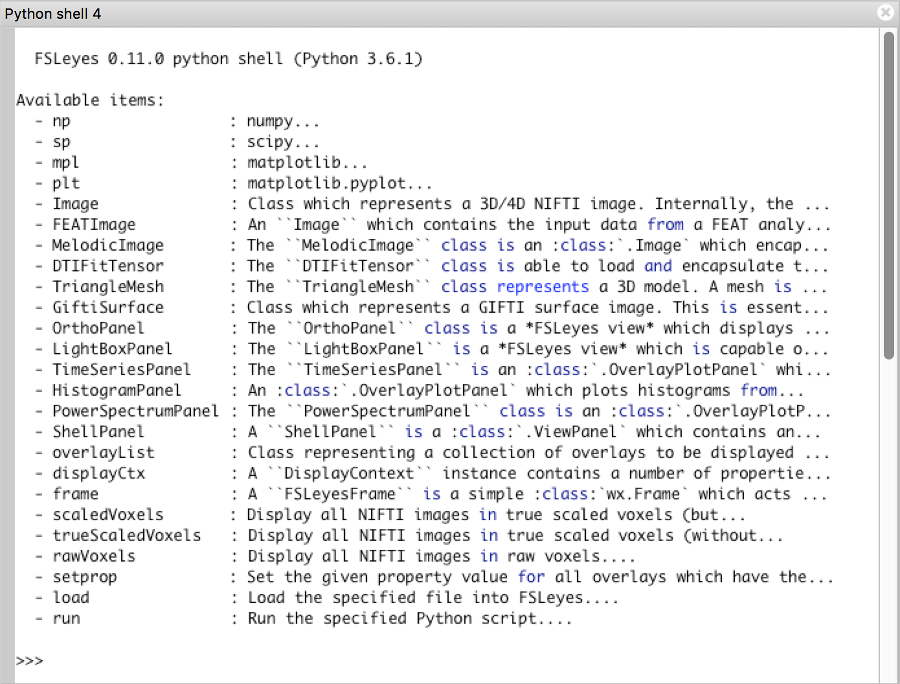 Python shell 4
FSLeyes 0.11.0 python shell (Python 3.6.1)
Available items:
- np : numpy...
- sp : scipy...
- mpl : matplotlib...
- plt : matplotlib.pyplot...
- Image : Class which represents a 3D/4D NIFTI image. Internally, the ...
- FEATImage : An ``Image`` which contains the input data from a FEAT analy...
- MelodicImage : The ``MelodicImage`` class is an :class:`.Image` which encap...
- DTIFitTensor : The ``DTIFitTensor`` class is able to load and encapsulate t...
- TriangleMesh : The ``TriangleMesh`` class represents a 3D model. A mesh is ...
- GiftiSurface : Class which represents a GIFTI surface image. This is essent...
- OrthoPanel : The ``OrthoPanel`` class is a *FSLeyes view* which displays ...
- LightBoxPanel : The ``LightBoxPanel`` is a *FSLeyes view* which is capable o...
- TimeSeriesPanel : The ``TimeSeriesPanel`` is an :class:`.OverlayPlotPanel` whi...
- HistogramPanel : An :class:`.OverlayPlotPanel` which plots histograms from...
- PowerSpectrumPanel : The ``PowerSpectrumPanel`` class is an :class:`.OverlayPlotP...
- ShellPanel : A ``ShellPanel`` is a :class:`.ViewPanel` which contains an...
- overlayList : Class representing a collection of overlays to be displayed ...
- displayCtx : A ``DisplayContext`` instance contains a number of propertie...
- frame : A ``FSLeyesFrame`` is a simple :class:`wx.Frame` which acts ...
- scaledVoxels : Display all NIFTI images in true scaled voxels (but...
- trueScaledVoxels : Display all NIFTI images in true scaled voxels (without...
- rawVoxels : Display all NIFTI images in raw voxels....
- setprop : Set the given property value for all overlays which have the...
- load : Load the specified file into FSLeyes....
- run : Run the specified Python script....
>>>